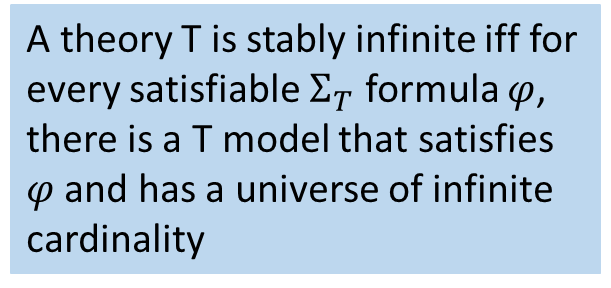 A theory T is stably infinite iff for
every satisfiable Σ_T formula φ,
there is a T model that satisfies
φ and has a universe of infinite
cardinality